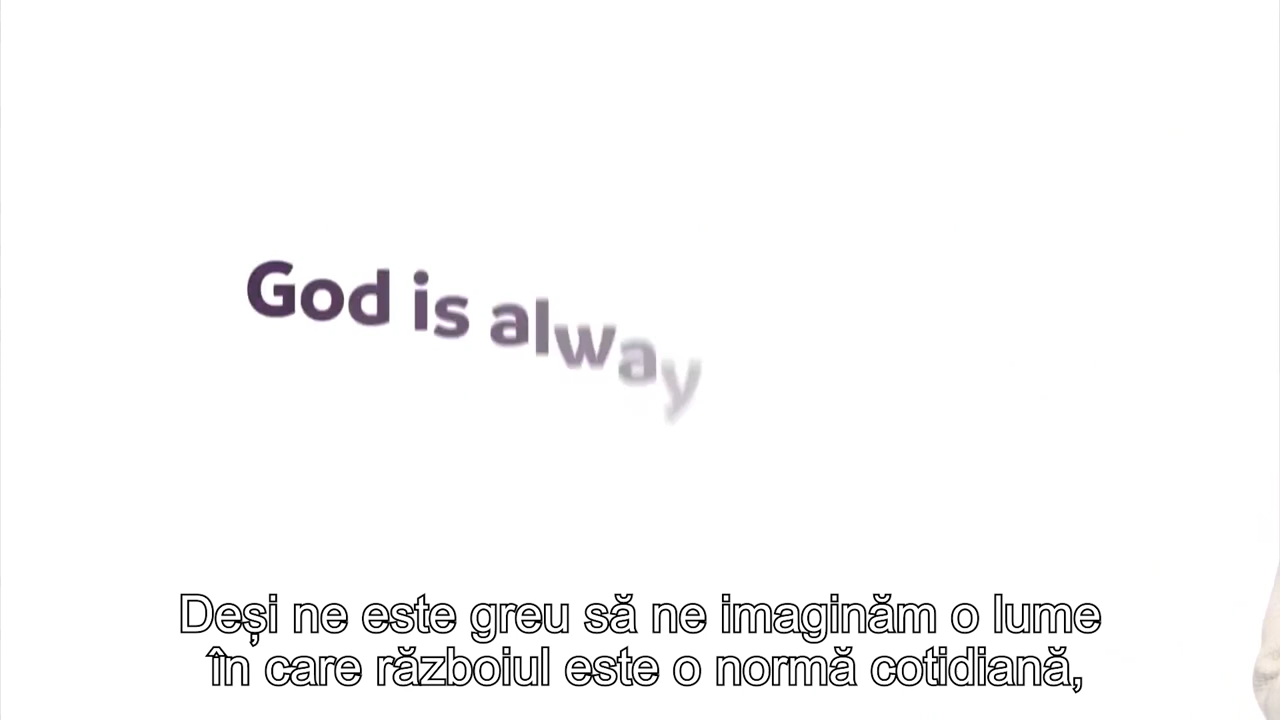 God is alway
Deși ne este greu să ne imaginăm o lume
în care războiul este o normă cotidiană,